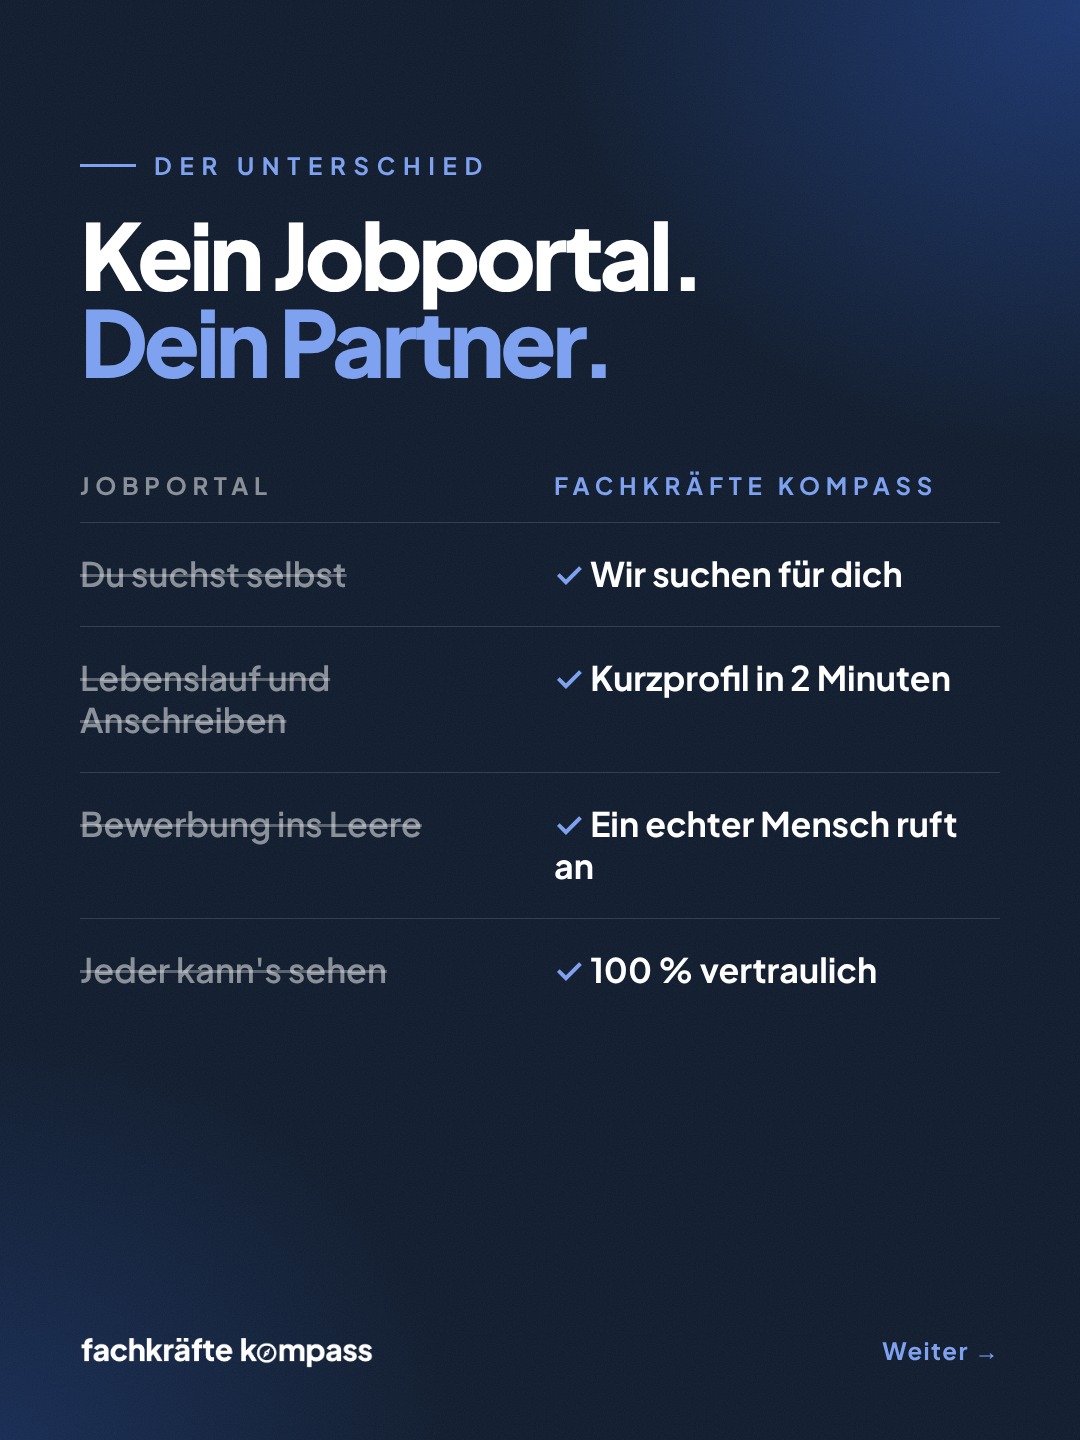 DER UNTERSCHIED
Kein Jobportal.
Dein Partner.
JOBPORTAL
FACHKRÄFTE KOMPASS
Du suchst selbst
✓ Wir suchen für dich
Lebenslauf und
Anschreiben
✓ Kurzprofil in 2 Minuten
Bewerbung ins Leere
✓ Ein echter Mensch ruft
an
Jeder kann's sehen
✓ 100 % vertraulich
fachkräfte kompass
Weiter →